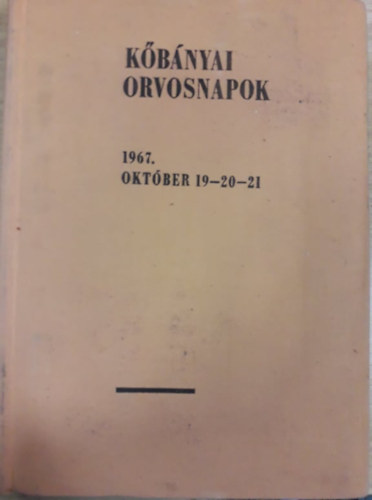 KŐBÁNYAI
ORVOSNAPOK
1967.
OKTÓBER 19—20—21